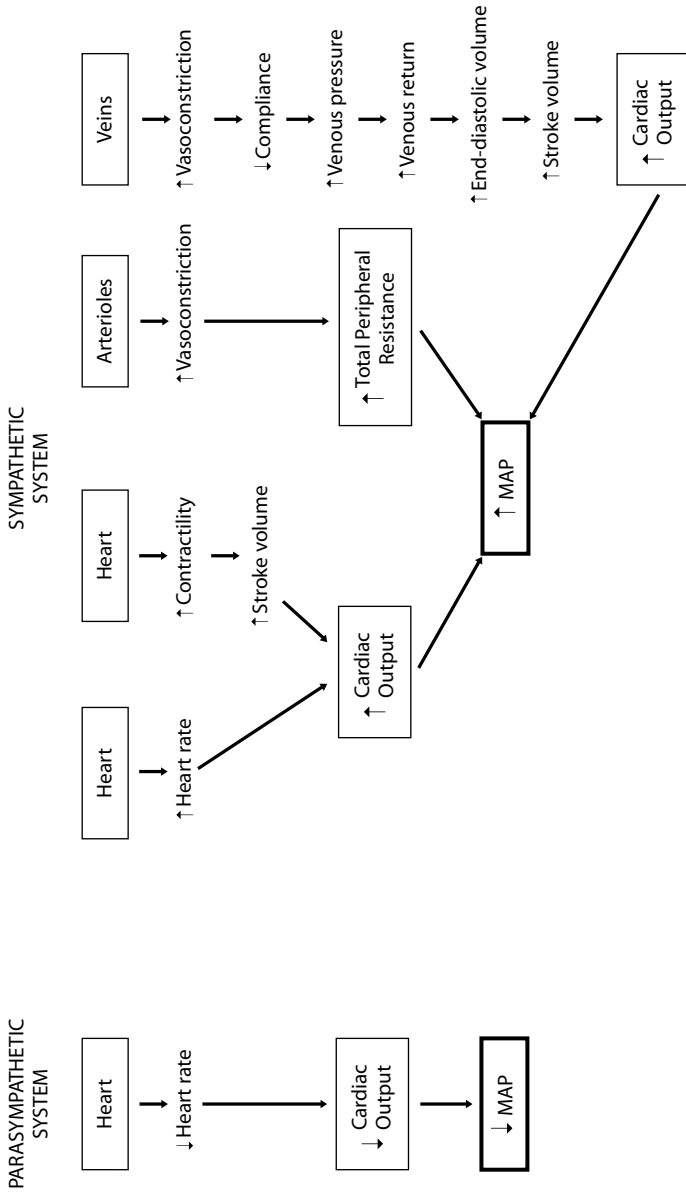 PARASYMPATHETIC
SYSTEM
Heart
↓Heart rate
↓ Cardiac
Output
↓ MAP
SYMPATHETIC
SYSTEM
Heart
↑Heart rate
Heart
↑Contractility
↑Stroke volume
↑ Cardiac
Output
Arterioles
↑Vasoconstriction
↑ Total Peripheral
Resistance
Veins
↑Vasoconstriction
↓Compliance
↑Venous pressure
↑Venous return
↑End-diastolic volume
↑Stroke volume
↑ Cardiac
Output
↑ MAP